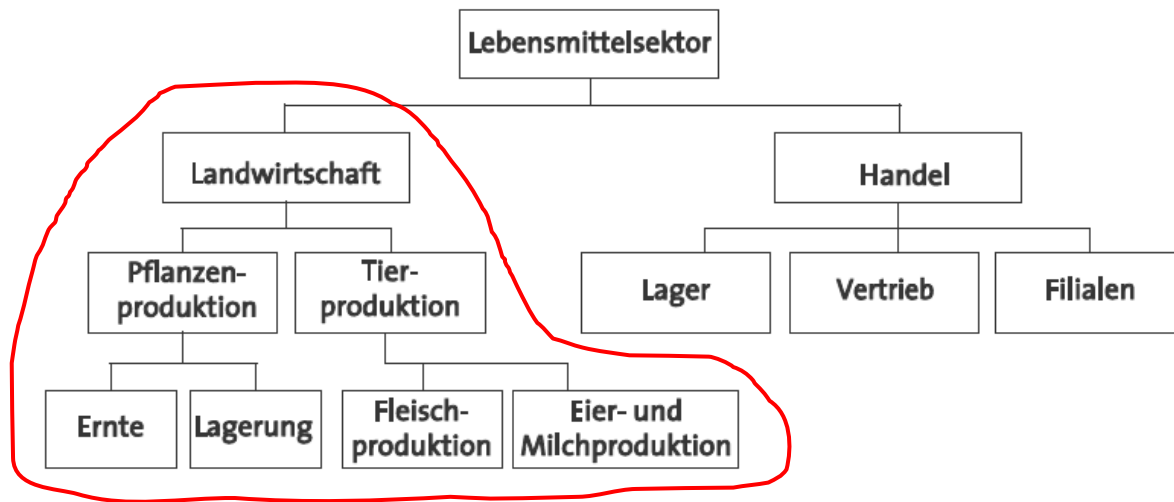 Lebensmittelsektor
Landwirtschaft
Handel
Pflanzen-
produktion
Tier-
produktion
Lager
Vertrieb
Filialen
Ernte
Lagerung
Fleisch-
produktion
Eier- und
Milchproduktion